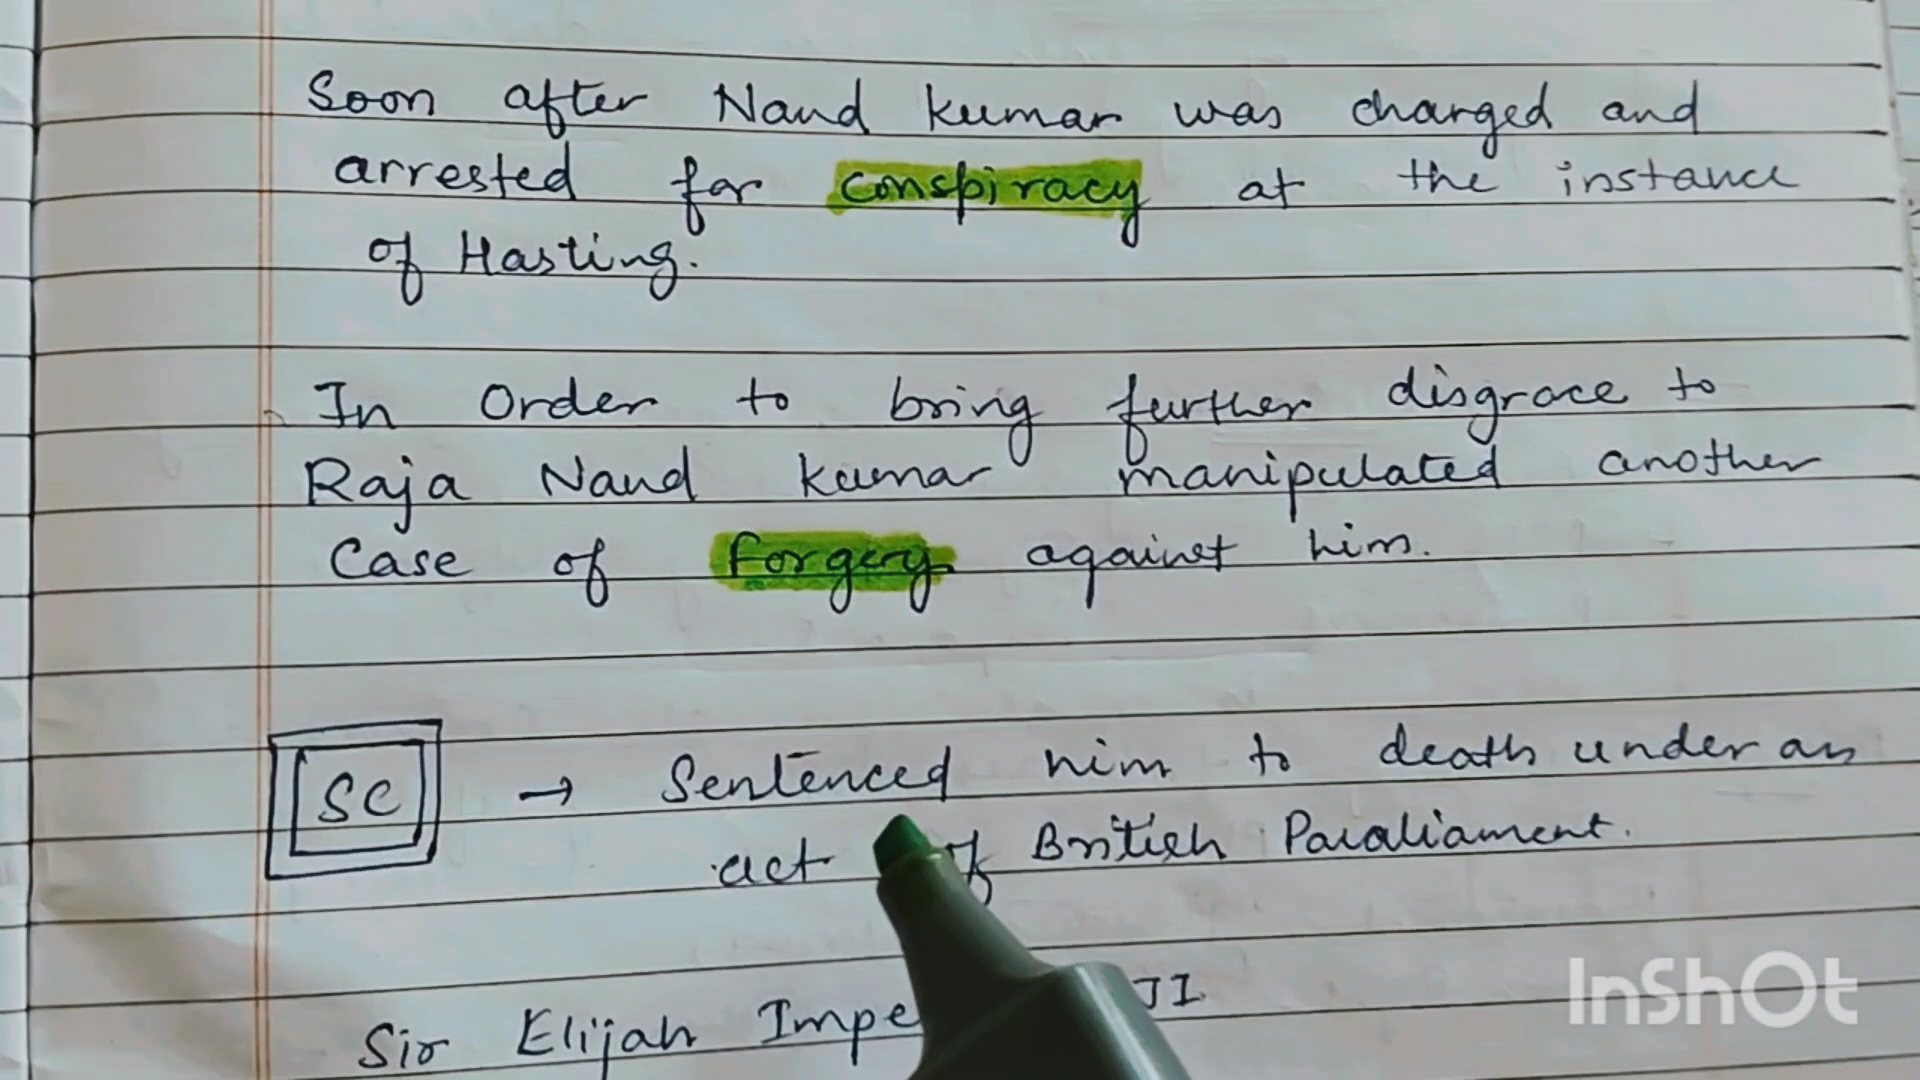 Soon after Nand Kumar was charged and
arrested for conspiracy at the instance
of Hasting.
In Order to bring further disgrace to
Raja Nand Kumar manipulated another
Case of forgery against him.
SC → Sentenced him to death under an
act of British Paraliament.
Sir Elijah Impe JI
InShOt